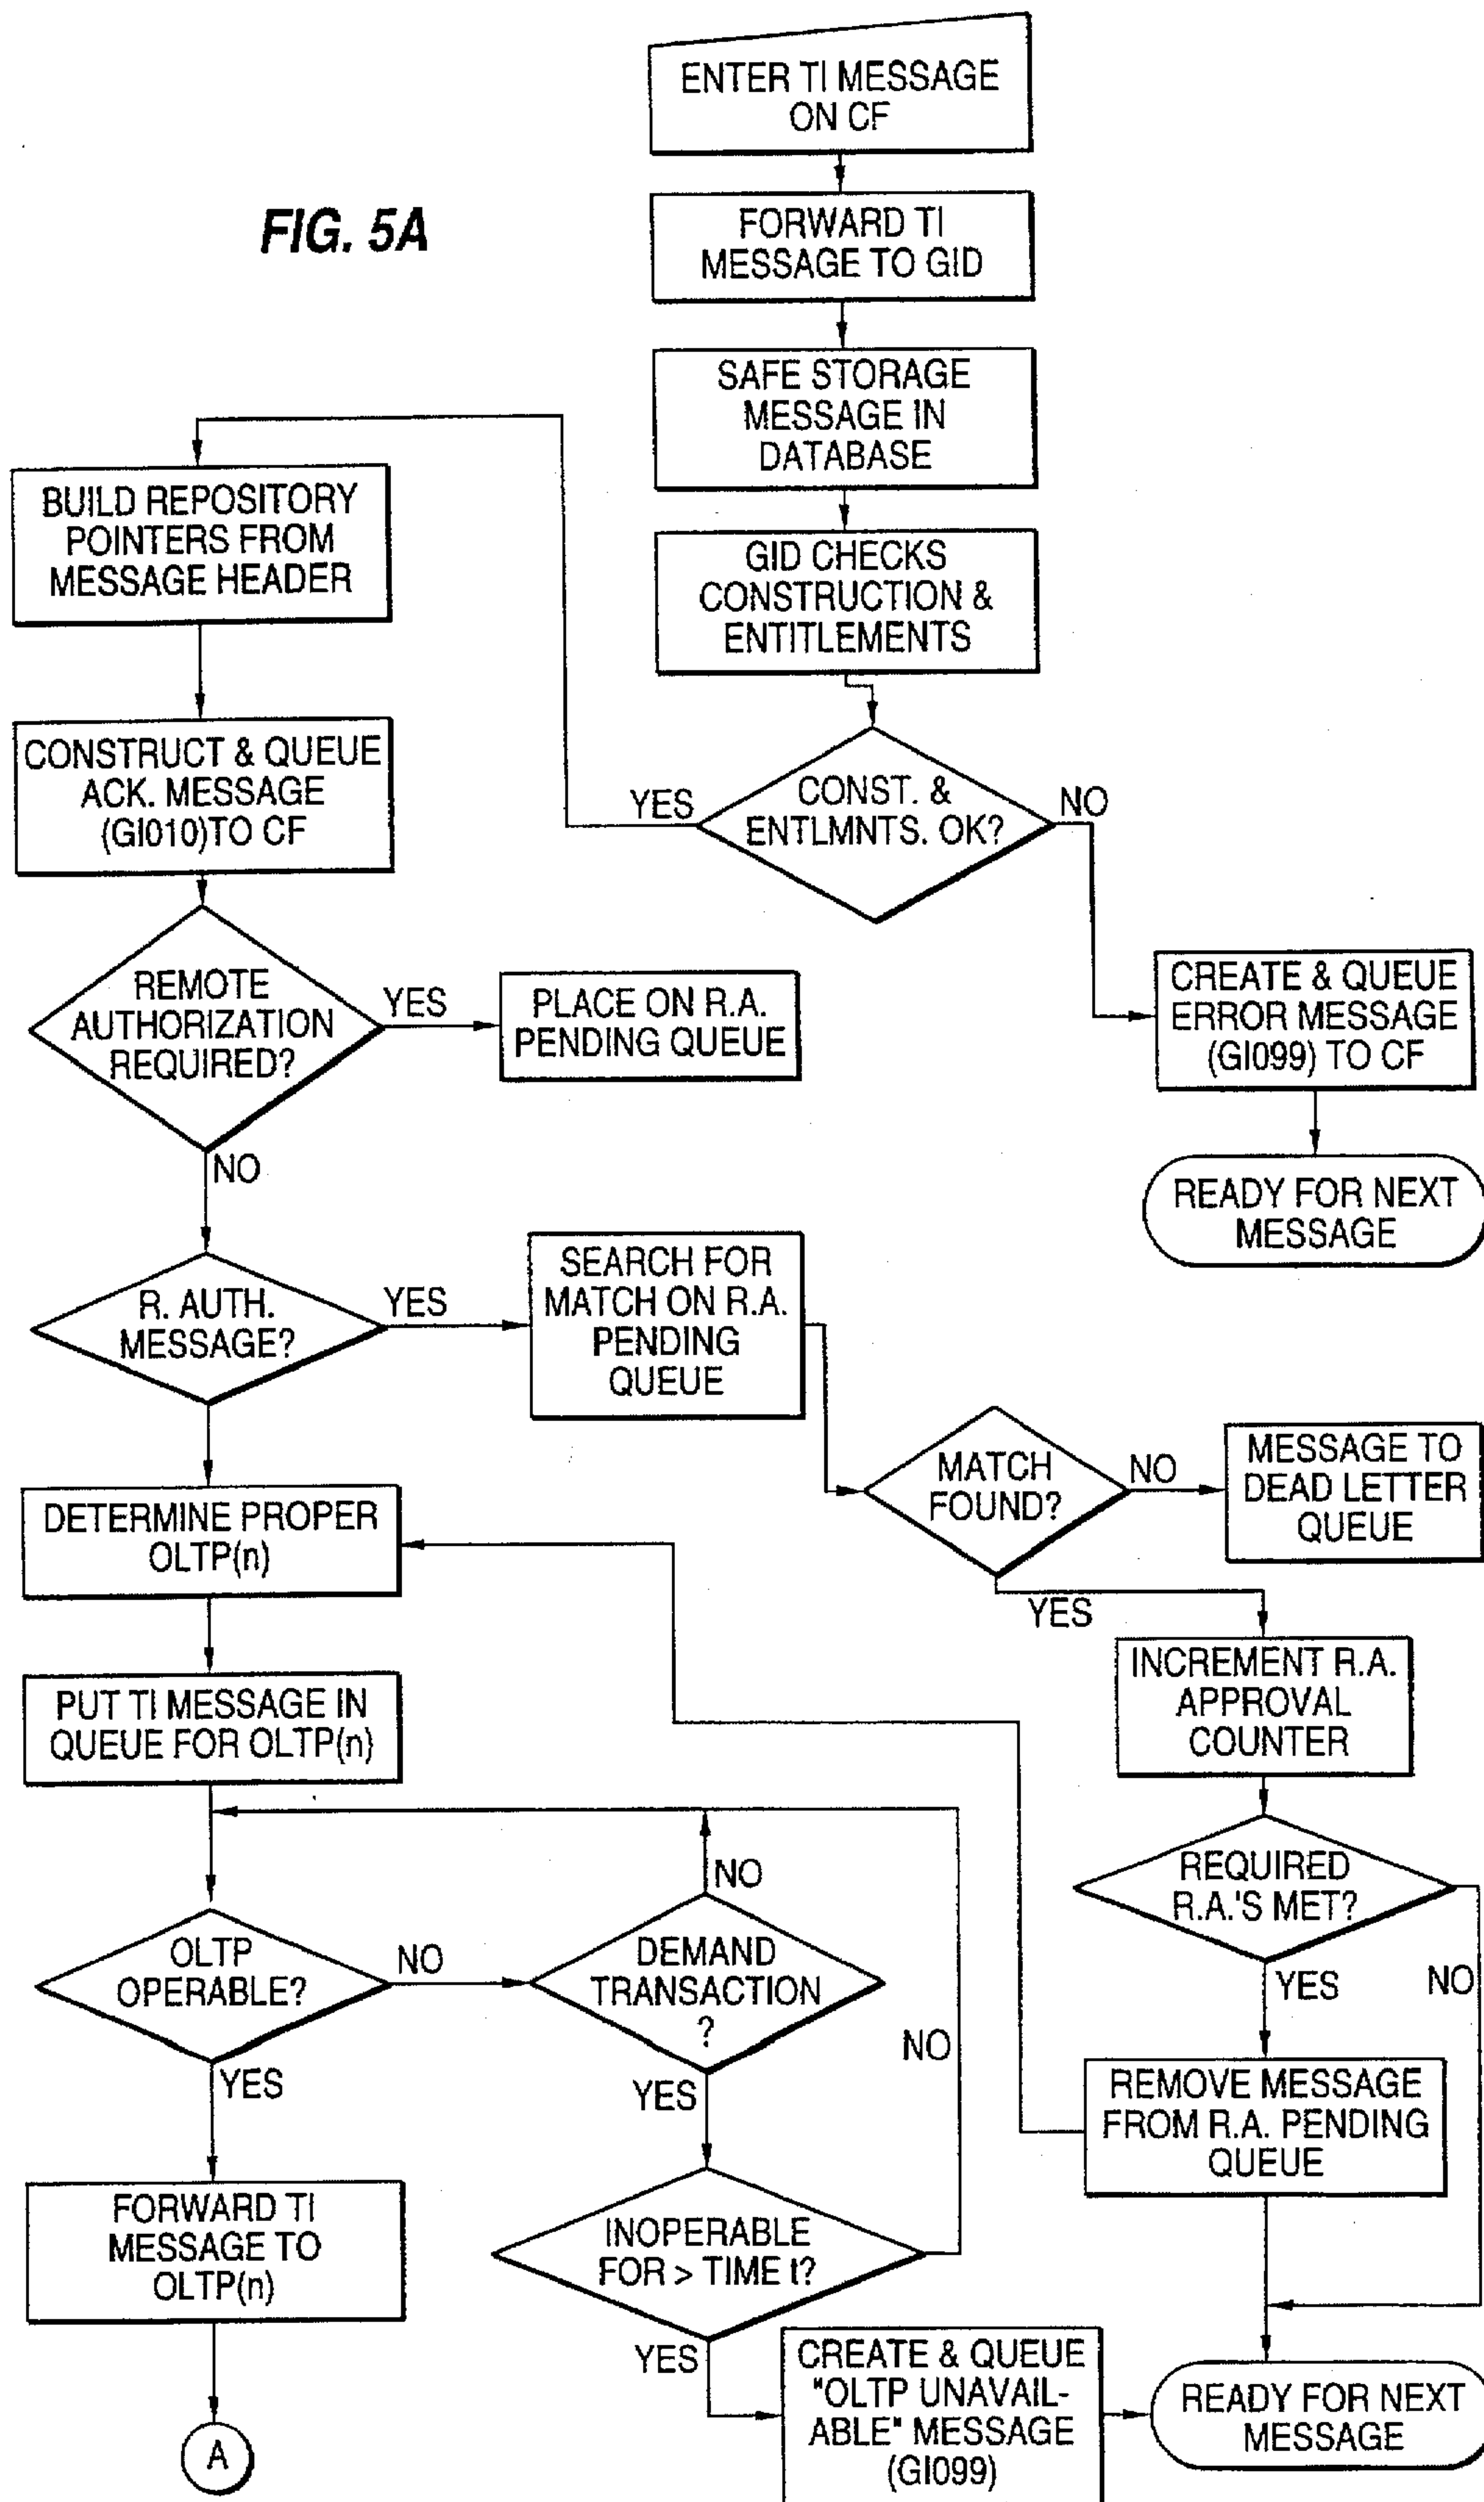 ENTER TI MESSAGE
ON CF
FIG. 5A
FORWARD TI
MESSAGE TO GID
SAFE STORAGE
MESSAGE IN
DATABASE
BUILD REPOSITORY
POINTERS FROM
MESSAGE HEADER
GID CHECKS
CONSTRUCTION &
ENTITLEMENTS
CONSTRUCT & QUEUE
ACK. MESSAGE
(GI010)TO CF
YES
CONST. &
ENTLMNTS. OK?
NO
REMOTE
AUTHORIZATION
REQUIRED?
YES
PLACE ON R.A.
PENDING QUEUE
CREATE & QUEUE
ERROR MESSAGE
(GI099) TO CF
NO
READY FOR NEXT
MESSAGE
R. AUTH.
MESSAGE?
YES
SEARCH FOR
MATCH ON R.A.
PENDING
QUEUE
MATCH
FOUND?
NO
MESSAGE TO
DEAD LETTER
QUEUE
DETERMINE PROPER
OLTP(n)
YES
INCREMENT R.A.
APPROVAL
COUNTER
PUT TI MESSAGE IN
QUEUE FOR OLTP(n)
REQUIRED
R.A.'S MET?
NO
OLTP
OPERABLE?
NO
DEMAND
TRANSACTION
?
YES
NO
NO
YES
YES
REMOVE MESSAGE
FROM R.A. PENDING
QUEUE
FORWARD TI
MESSAGE TO
OLTP(n)
INOPERABLE
FOR > TIME t?
YES
CREATE & QUEUE
"OLTP UNAVAIL-
ABLE" MESSAGE
(GI099)
READY FOR NEXT
MESSAGE
A